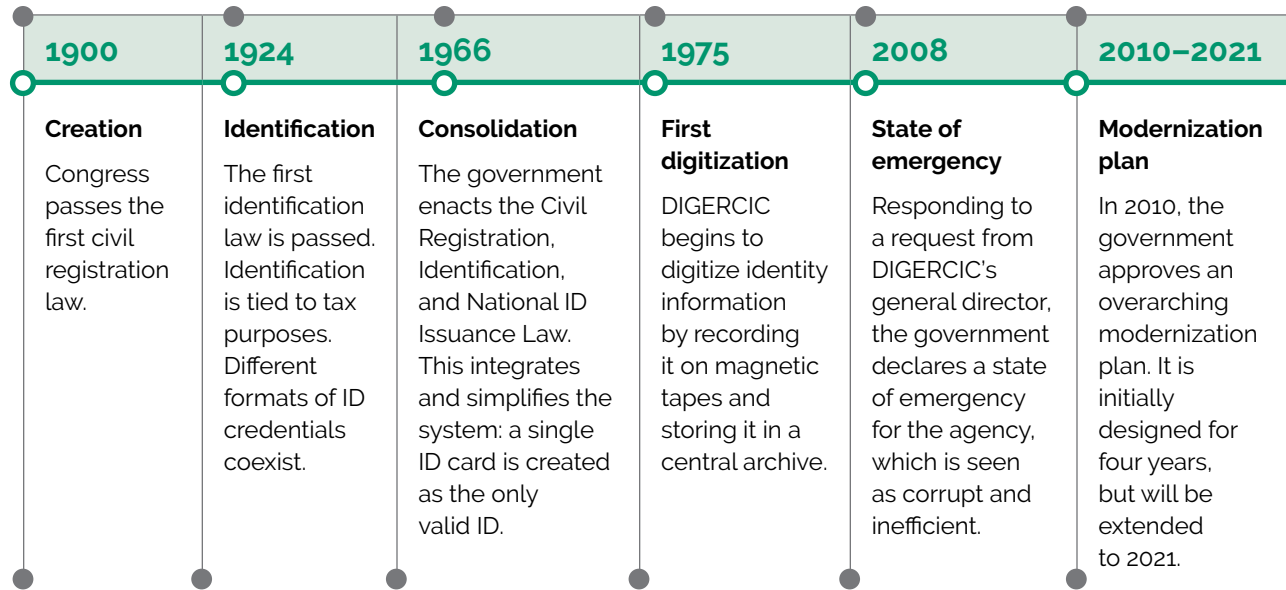 1900
Creation
Congress
passes the
first civil
registration
law.
1924
Identification
The first
identification
law is passed.
Identification
is tied to tax
purposes.
Different
formats of ID
credentials
coexist.
1966
Consolidation
The government
enacts the Civil
Registration,
Identification,
and National ID
Issuance Law.
This integrates
and simplifies the
system: a single
ID card is created
as the only
valid ID.
1975
First
digitization
DIGERCIC
begins to
digitize identity
information
by recording
it on magnetic
tapes and
storing it in a
central archive.
2008
State of
emergency
Responding to
a request from
DIGERCIC’s
general director,
the government
declares a state
of emergency
for the agency,
which is seen
as corrupt and
inefficient.
2010–2021
Modernization
plan
In 2010, the
government
approves an
overarching
modernization
plan. It is
initially
designed for
four years,
but will be
extended
to 2021.